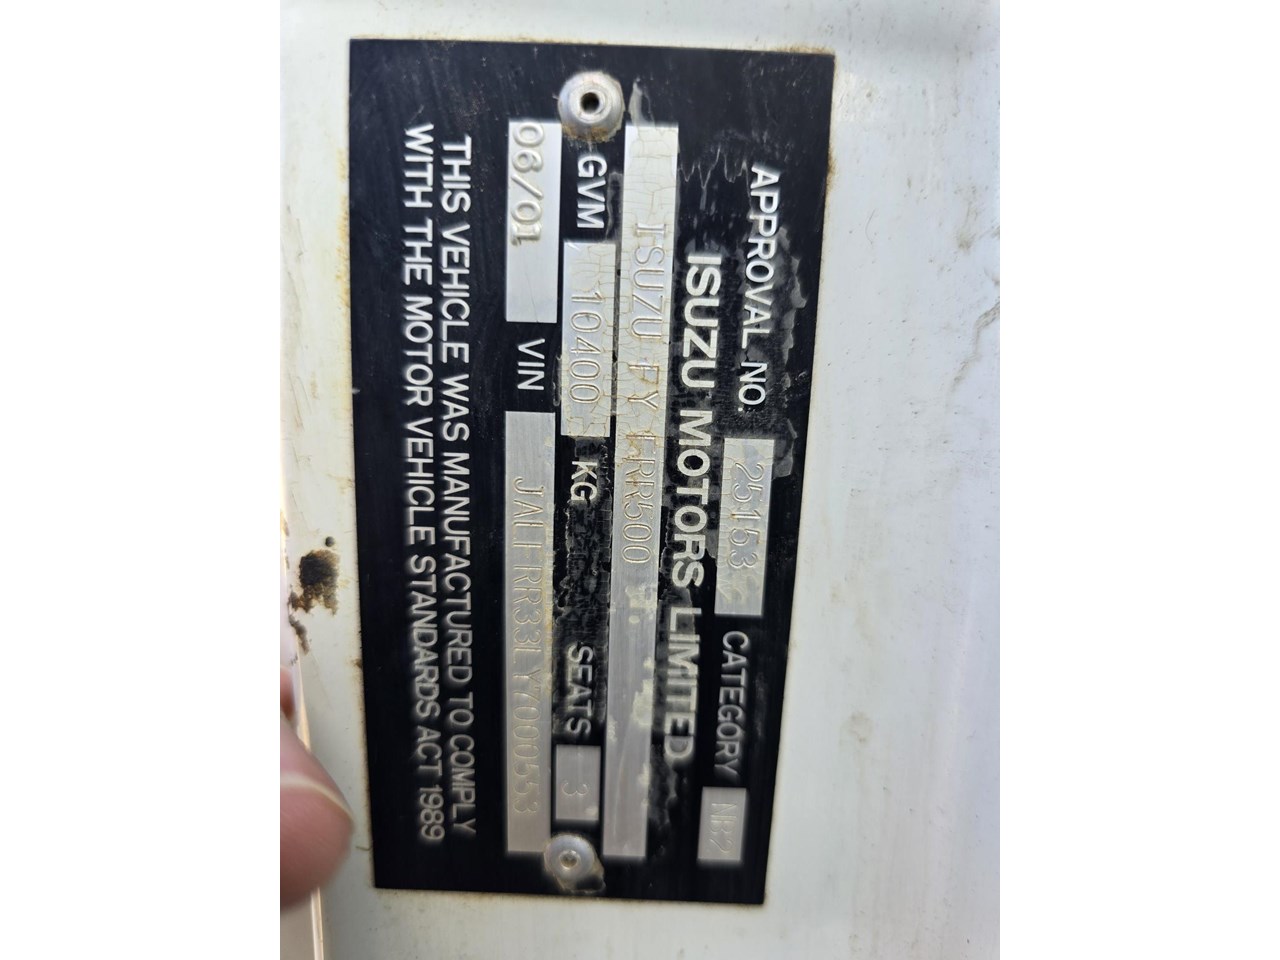 APPROVAL NO. 25153 CATEGORY NB2
ISUZU MOTORS LIMITED
ISUZU FY FRR500
GVM 10400 KG SEATS 3
06/01 VIN JALFRR33LY7000553
THIS VEHICLE WAS MANUFACTURED TO COMPLY
WITH THE MOTOR VEHICLE STANDARDS ACT 1989